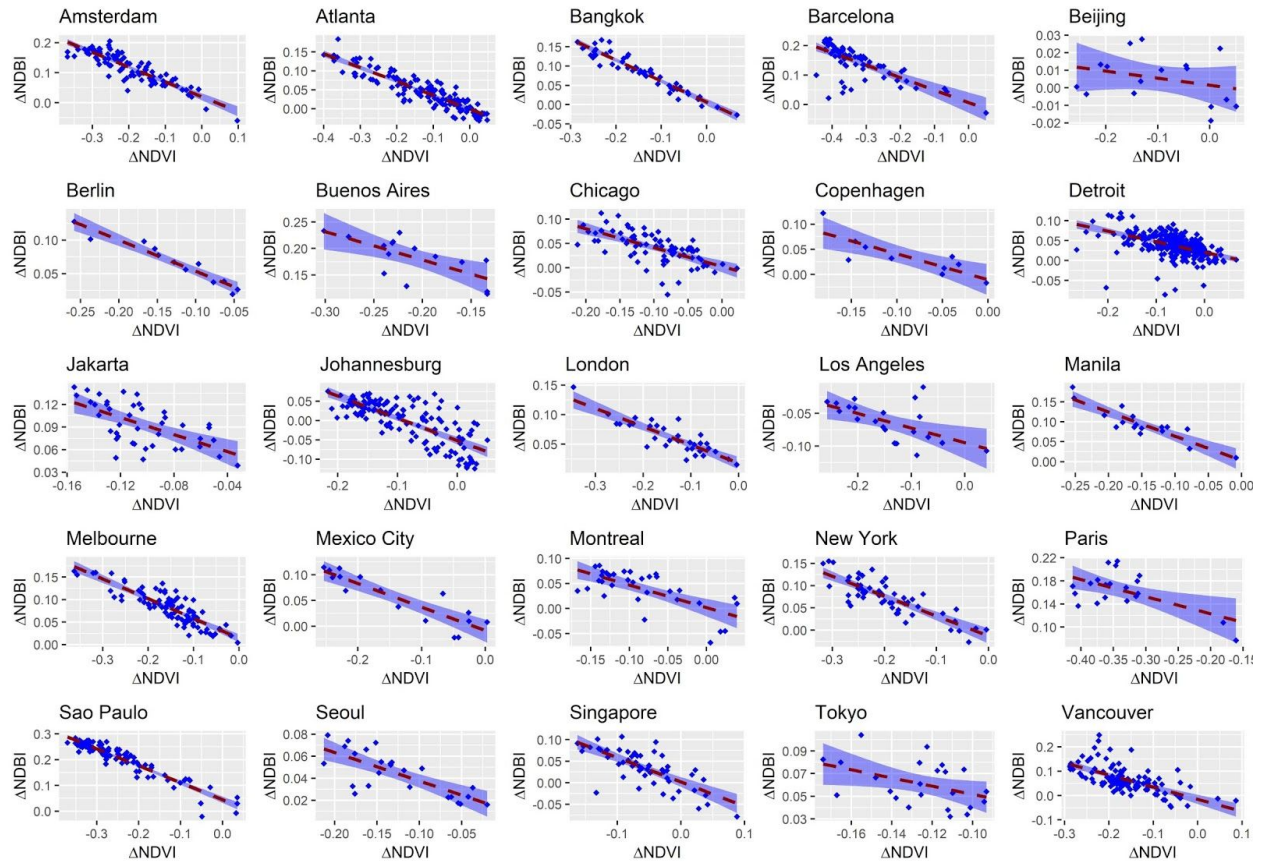 Amsterdam
ΔNDBI
0.2
0.1
0.0
-0.3 -0.2 -0.1 0.0 0.1
ΔNDVI
Atlanta
ΔNDBI
0.15
0.10
0.05
0.00
-0.4 -0.3 -0.2 -0.1 0.0
ΔNDVI
Bangkok
ΔNDBI
0.15
0.10
0.05
0.00
-0.05
-0.3 -0.2 -0.1 0.0
ΔNDVI
Barcelona
ΔNDBI
0.2
0.1
0.0
-0.4 -0.3 -0.2 -0.1 0.0
ΔNDVI
Beijing
ΔNDBI
0.03
0.02
0.01
0.00
-0.01
-0.02
-0.2 -0.1 0.0
ΔNDVI
Berlin
ΔNDBI
0.10
0.05
-0.25 -0.20 -0.15 -0.10 -0.05
ΔNDVI
Buenos Aires
ΔNDBI
0.25
0.20
0.15
-0.30 -0.25 -0.20 -0.15
ΔNDVI
Chicago
ΔNDBI
0.10
0.05
0.00
-0.05
-0.20 -0.15 -0.10 -0.05 0.00
ΔNDVI
Copenhagen
ΔNDBI
0.10
0.05
0.00
-0.15 -0.10 -0.05 0.00
ΔNDVI
Detroit
ΔNDBI
0.10
0.05
0.00
-0.05
-0.2 -0.1 0.0
ΔNDVI
Jakarta
ΔNDBI
0.12
0.09
0.06
0.03
-0.16 -0.12 -0.08 -0.04
ΔNDVI
Johannesburg
ΔNDBI
0.05
0.00
-0.05
-0.10
-0.2 -0.1 0.0
ΔNDVI
London
ΔNDBI
0.15
0.10
0.05
-0.3 -0.2 -0.1 0.0
ΔNDVI
Los Angeles
ΔNDBI
-0.05
-0.10
-0.2 -0.1 0.0
ΔNDVI
Manila
ΔNDBI
0.15
0.10
0.05
0.00
-0.25 -0.20 -0.15 -0.10 -0.05 0.00
ΔNDVI
Melbourne
ΔNDBI
0.15
0.10
0.05
0.00
-0.3 -0.2 -0.1 0.0
ΔNDVI
Mexico City
ΔNDBI
0.10
0.05
0.00
-0.2 -0.1 0.0
ΔNDVI
Montreal
ΔNDBI
0.10
0.05
0.00
-0.05
-0.15 -0.10 -0.05 0.00
ΔNDVI
New York
ΔNDBI
0.15
0.10
0.05
0.00
-0.3 -0.2 -0.1 0.0
ΔNDVI
Paris
ΔNDBI
0.22
0.18
0.14
0.10
-0.40 -0.35 -0.30 -0.25 -0.20 -0.15
ΔNDVI
Sao Paulo
ΔNDBI
0.3
0.2
0.1
0.0
-0.3 -0.2 -0.1 0.0
ΔNDVI
Seoul
ΔNDBI
0.08
0.06
0.04
0.02
-0.20 -0.15 -0.10 -0.05
ΔNDVI
Singapore
ΔNDBI
0.10
0.05
0.00
-0.05
-0.1 0.0 0.1
ΔNDVI
Tokyo
ΔNDBI
0.09
0.07
0.05
0.03
-0.16 -0.14 -0.12 -0.10
ΔNDVI
Vancouver
ΔNDBI
0.2
0.1
0.0
-0.1
-0.3 -0.2 -0.1 0.0 0.1
ΔNDVI